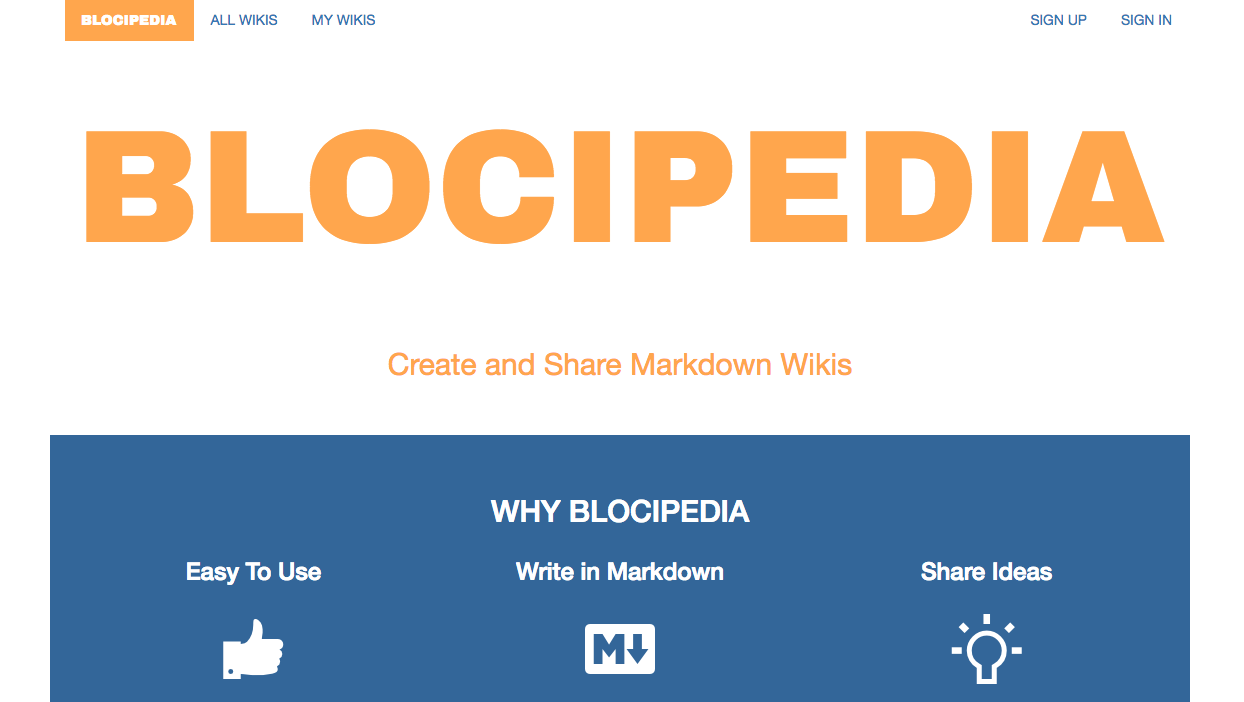 BLOCIPEDIA ALL WIKIS MY WIKIS SIGN UP SIGN IN
BLOCIPEDIA
Create and Share Markdown Wikis
WHY BLOCIPEDIA
Easy To Use Write in Markdown Share Ideas
M